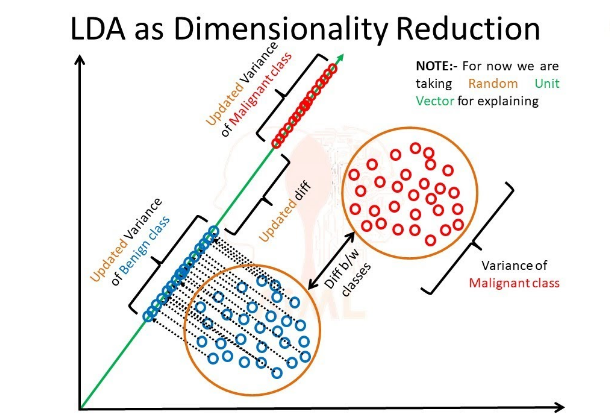 LDA as Dimensionality Reduction
NOTE:- For now we are
taking Random Unit
Vector for explaining
Updated Variance
of Malignant class
Updated diff
Updated Variance
of Benign class
Diff b/w
classes
Variance of
Malignant class